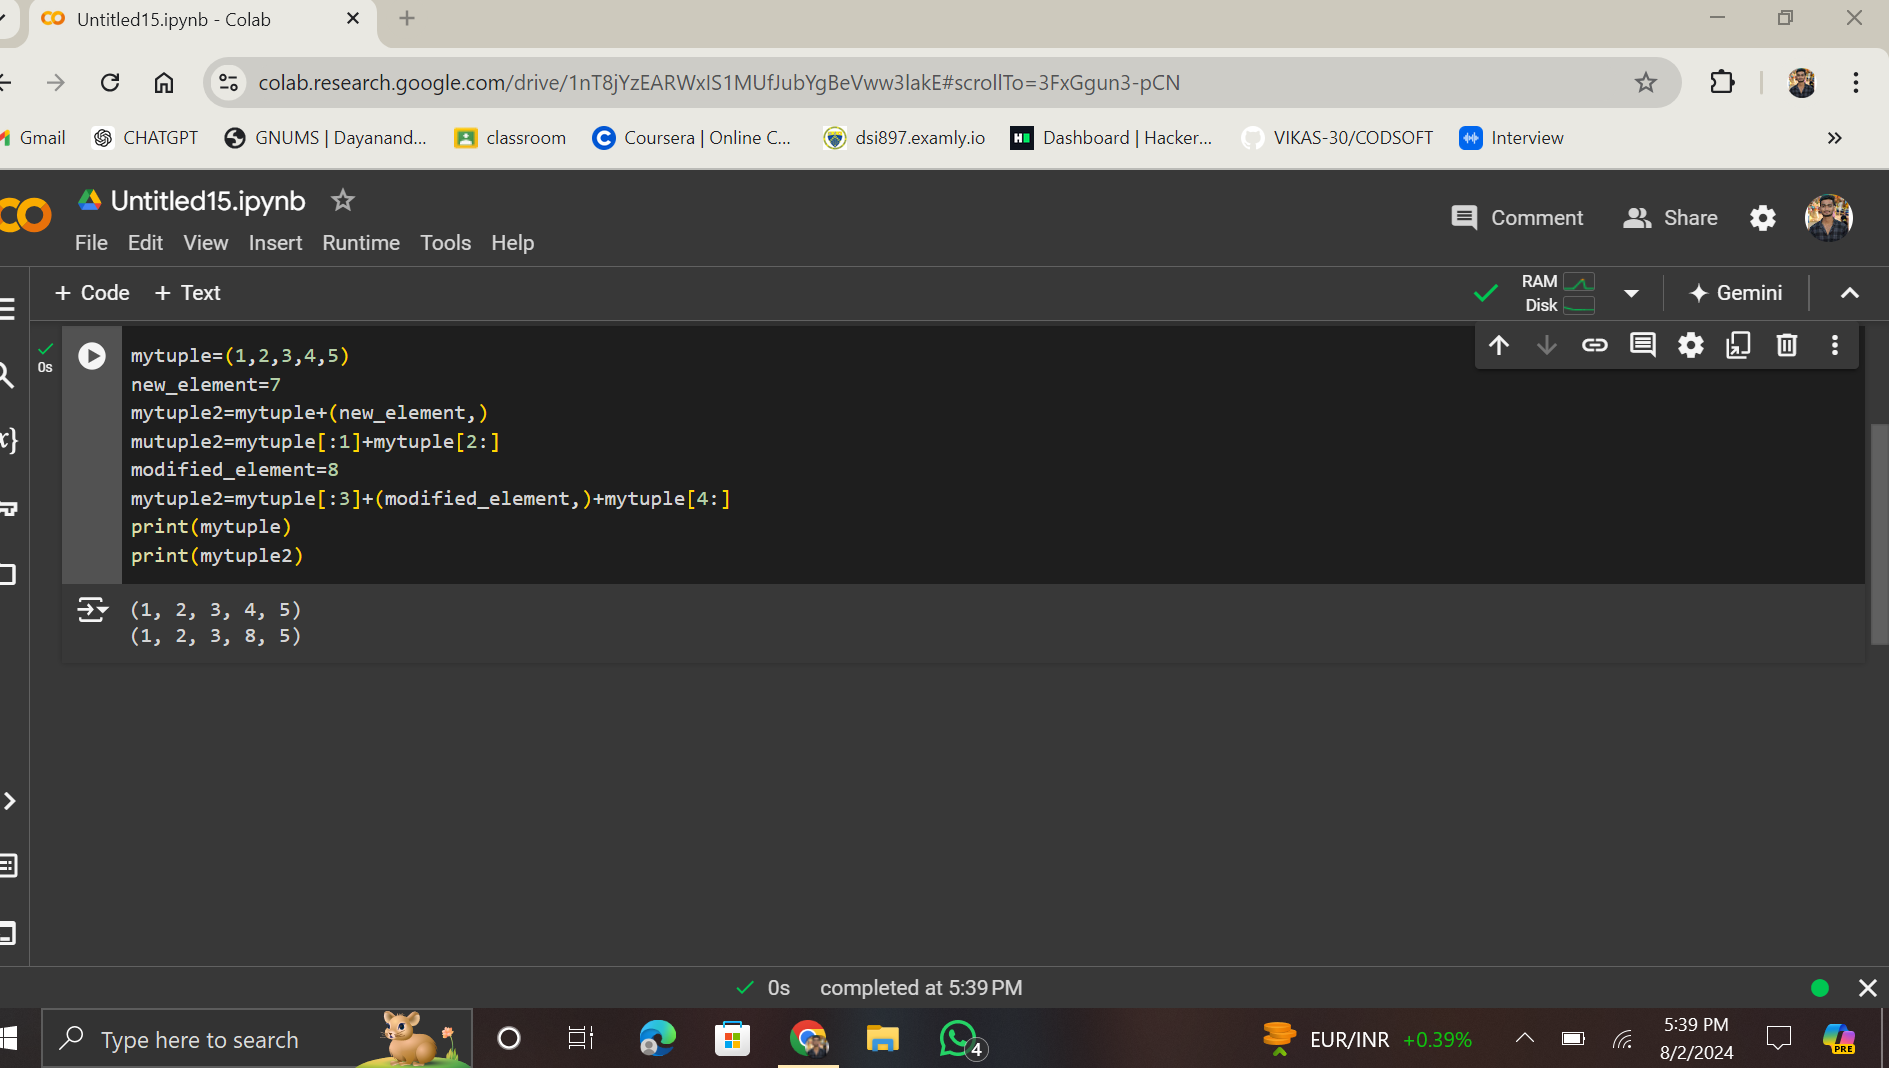 Untitled15.ipynb - Colab
colab.research.google.com/drive/1nT8jYzEARWxIS1MUfJubYgBeVww3lakE#scrollTo=3FxGgun3-pCN
Gmail CHATGPT GNUMS | Dayanand... classroom Coursera | Online C... dsi897.examly.io Dashboard | Hacker... VIKAS-30/CODSOFT Interview
Untitled15.ipynb
File Edit View Insert Runtime Tools Help
Comment Share
+ Code + Text
RAM
Disk
Gemini
0s
mytuple=(1,2,3,4,5)
new_element=7
mytuple2=mytuple+(new_element,)
mutuple2=mytuple[:1]+mytuple[2:]
modified_element=8
mytuple2=mytuple[:3]+(modified_element,)+mytuple[4:]
print(mytuple)
print(mytuple2)
(1, 2, 3, 4, 5)
(1, 2, 3, 8, 5)
0s completed at 5:39 PM
Type here to search
4
EUR/INR +0.39%
5:39 PM
8/2/2024
PRE